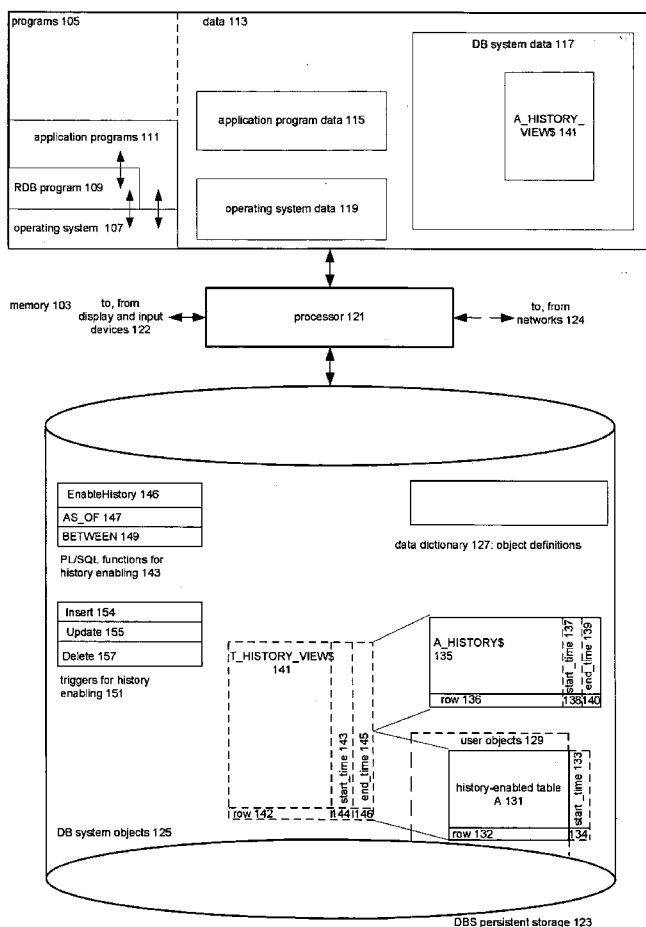 programs 105
data 113
DB system data 117
A_HISTORY_
VIEW$ 141
application program data 115
application programs 111
RDB program 109
operating system 107
operating system data 119
memory 103
to, from
display and input
devices 122
processor 121
to, from
networks 124
EnableHistory 146
AS_OF 147
BETWEEN 149
PL/SQL functions for
history enabling 143
data dictionary 127: object definitions
Insert 154
Update 155
Delete 157
triggers for history
enabling 151
T_HISTORY_VIEW$
141
start_time 143
end_time 145
row 142
144
146
A_HISTORY$
135
start_time 137
end_time 139
row 136
138
140
user objects 129
history-enabled table
A 131
start_time 133
row 132
134
DB system objects 125
DBS persistent storage 123